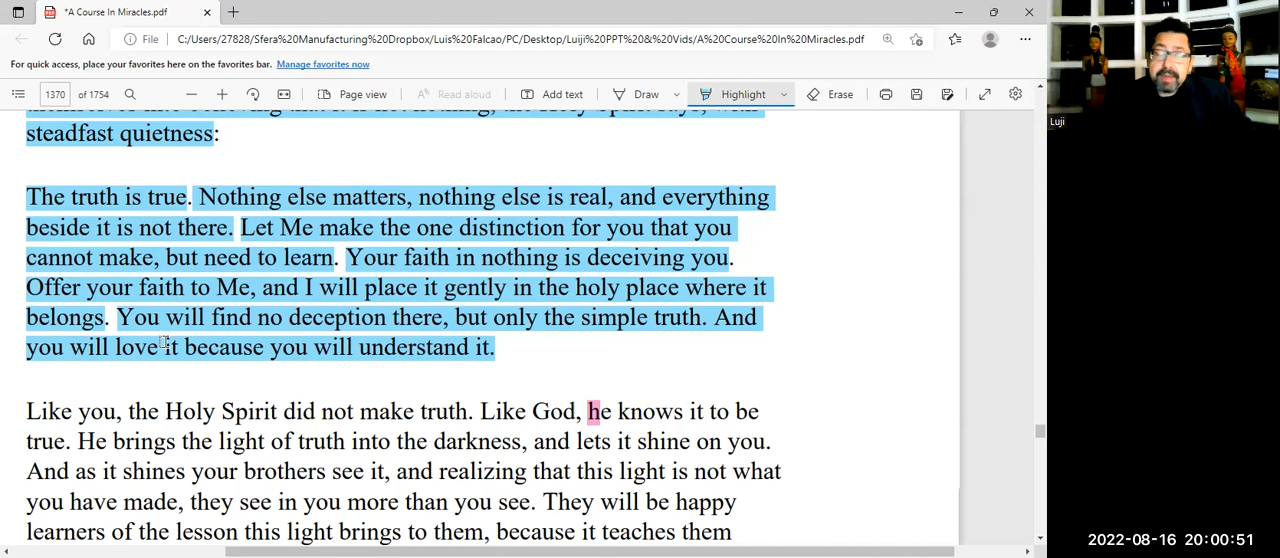 *A Course In Miracles.pdf
File C:/Users/27828/Sfera%20Manufacturing%20Dropbox/Luis%20Falcao/PC/Desktop/Luiji%20PPT%20&%20Vids/A%20Course%20In%20Miracles.pdf
For quick access, place your favorites here on the favorites bar. Manage favorites now
1370 of 1754 Page view Read aloud Add text Draw Highlight Erase
steadfast quietness:
The truth is true. Nothing else matters, nothing else is real, and everything
beside it is not there. Let Me make the one distinction for you that you
cannot make, but need to learn. Your faith in nothing is deceiving you.
Offer your faith to Me, and I will place it gently in the holy place where it
belongs. You will find no deception there, but only the simple truth. And
you will love it because you will understand it.
Like you, the Holy Spirit did not make truth. Like God, he knows it to be
true. He brings the light of truth into the darkness, and lets it shine on you.
And as it shines your brothers see it, and realizing that this light is not what
you have made, they see in you more than you see. They will be happy
learners of the lesson this light brings to them, because it teaches them
Luji
2022-08-16 20:00:51